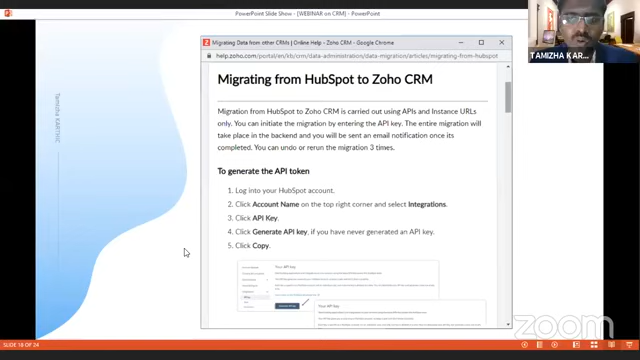 PowerPoint Slide Show - [WEBINAR on CRM] - PowerPoint
Migrating Data from other CRMs | Online Help - Zoho CRM - Google Chrome
help.zoho.com/portal/en/kb/crm/data-administration/data-migration/articles/migrating-from-hubspot
TAMIZHA KAR...
Tamizha KARTHIC
Migrating from HubSpot to Zoho CRM
Migration from HubSpot to Zoho CRM is carried out using APIs and Instance URLs
only. You can initiate the migration by entering the API key. The entire migration will
take place in the backend and you will be sent an email notification once its
completed. You can undo or rerun the migration 3 times.
To generate the API token
1. Log into your HubSpot account.
2. Click Account Name on the top right corner and select Integrations.
3. Click API Key.
4. Click Generate API key, if you have never generated an API key.
5. Click Copy.
Your API key
Your API key
zoom
SLIDE 18 OF 24